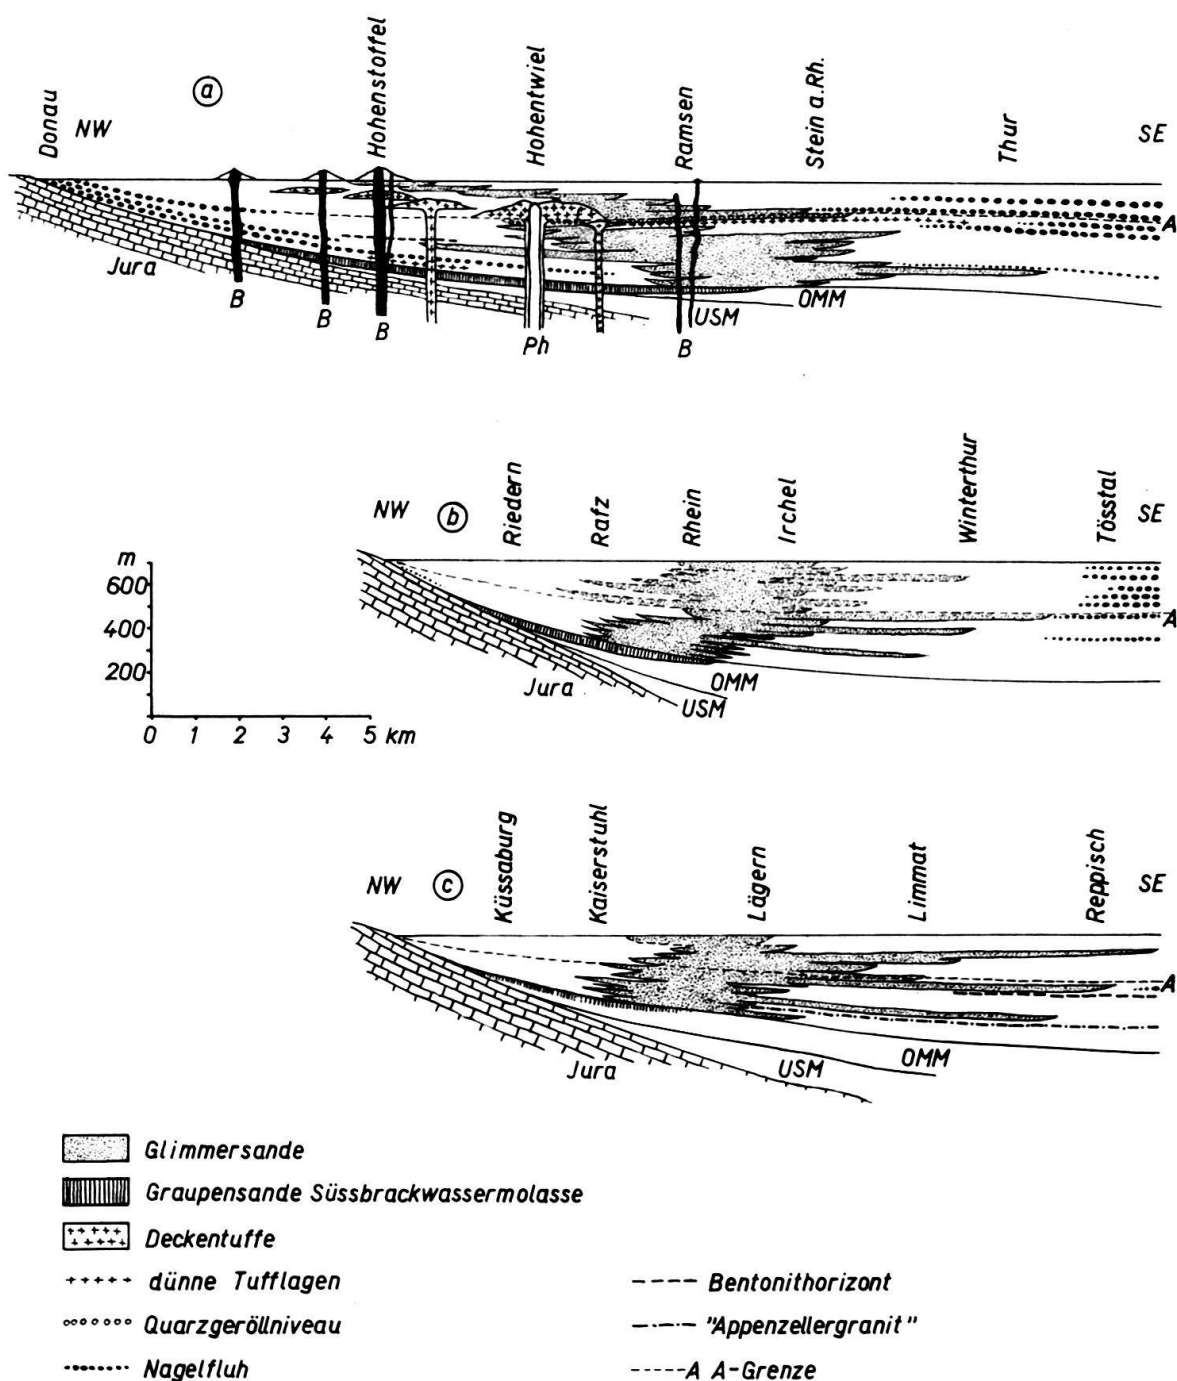 a
Donau
NW
Hohenstoffel
Hohentwiel
Ramsen
Stein a.Rh.
Thur
SE
A
Jura
B
B
B
Ph
B
USM
OMM
NW
b
Riedern
Rafz
Rhein
Irchel
Winterthur
Tösstal
SE
m
600
400
200
0 1 2 3 4 5 km
A
Jura
USM
OMM
NW
c
Küssaburg
Kaiserstuhl
Lägern
Limmat
Reppisch
SE
A
Jura
USM
OMM
Glimmersande
Graupensande Süssbrackwassermolasse
Deckentuffe
dünne Tufflagen
Quarzgeröllniveau
Nagelfluh
Bentonithorizont
"Appenzellergranit"
A A-Grenze